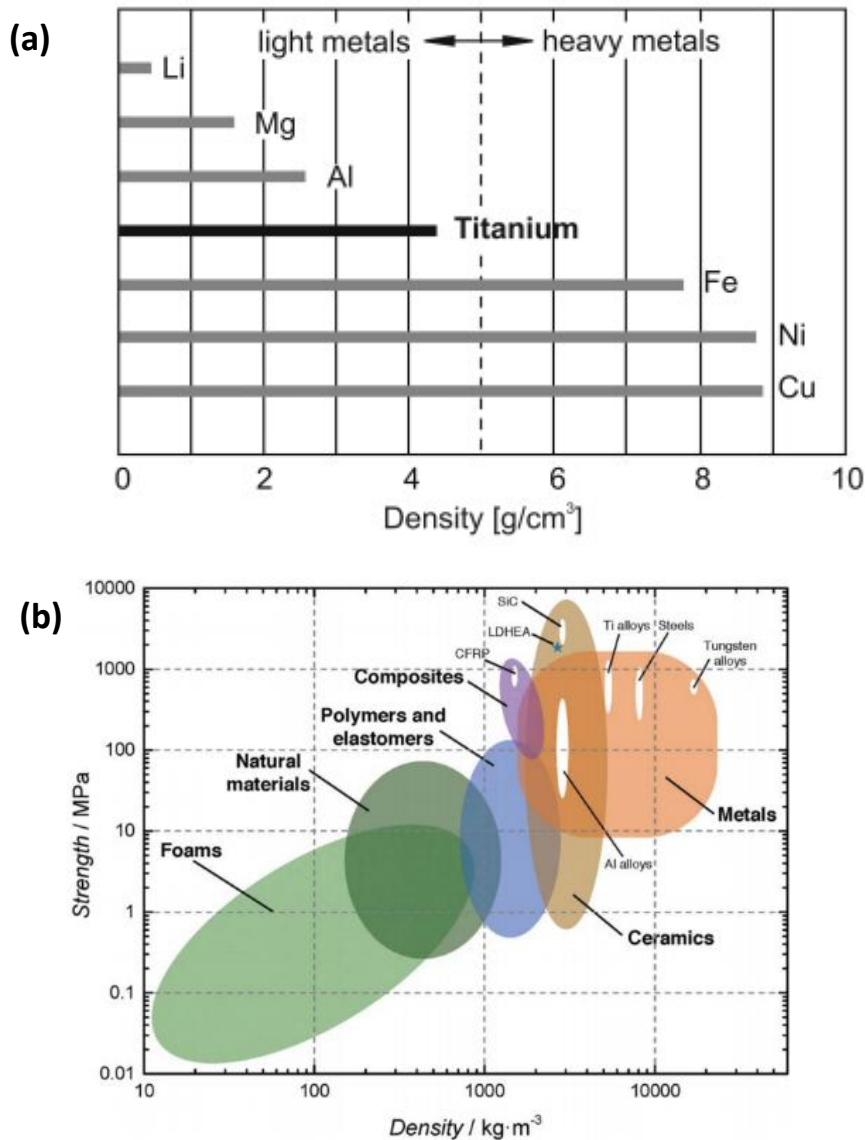 (a)
light metals heavy metals
Li
Mg
Al
Titanium
Fe
Ni
Cu
0 2 4 6 8 10
Density [g/cm³]
(b)
10000
1000
100
10
1
0.1
0.01
Strength / MPa
SiC
LDHEA
CFRP
Ti alloys
Steels
Tungsten
alloys
Composites
Polymers and
elastomers
Natural
materials
Foams
Metals
Al alloys
Ceramics
10 100 1000 10000
Density / kg·m⁻³